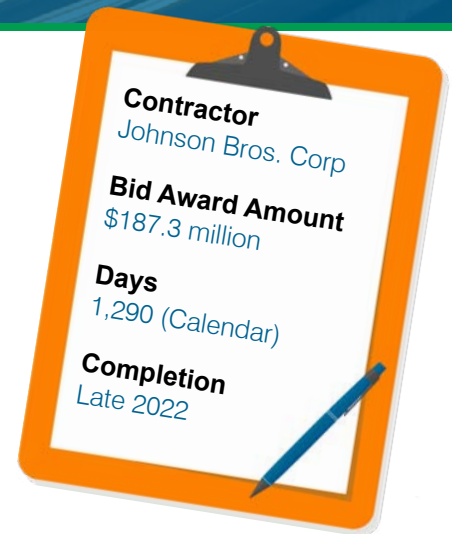 Contractor
Johnson Bros. Corp
Bid Award Amount
$187.3 million
Days
1,290 (Calendar)
Completion
Late 2022